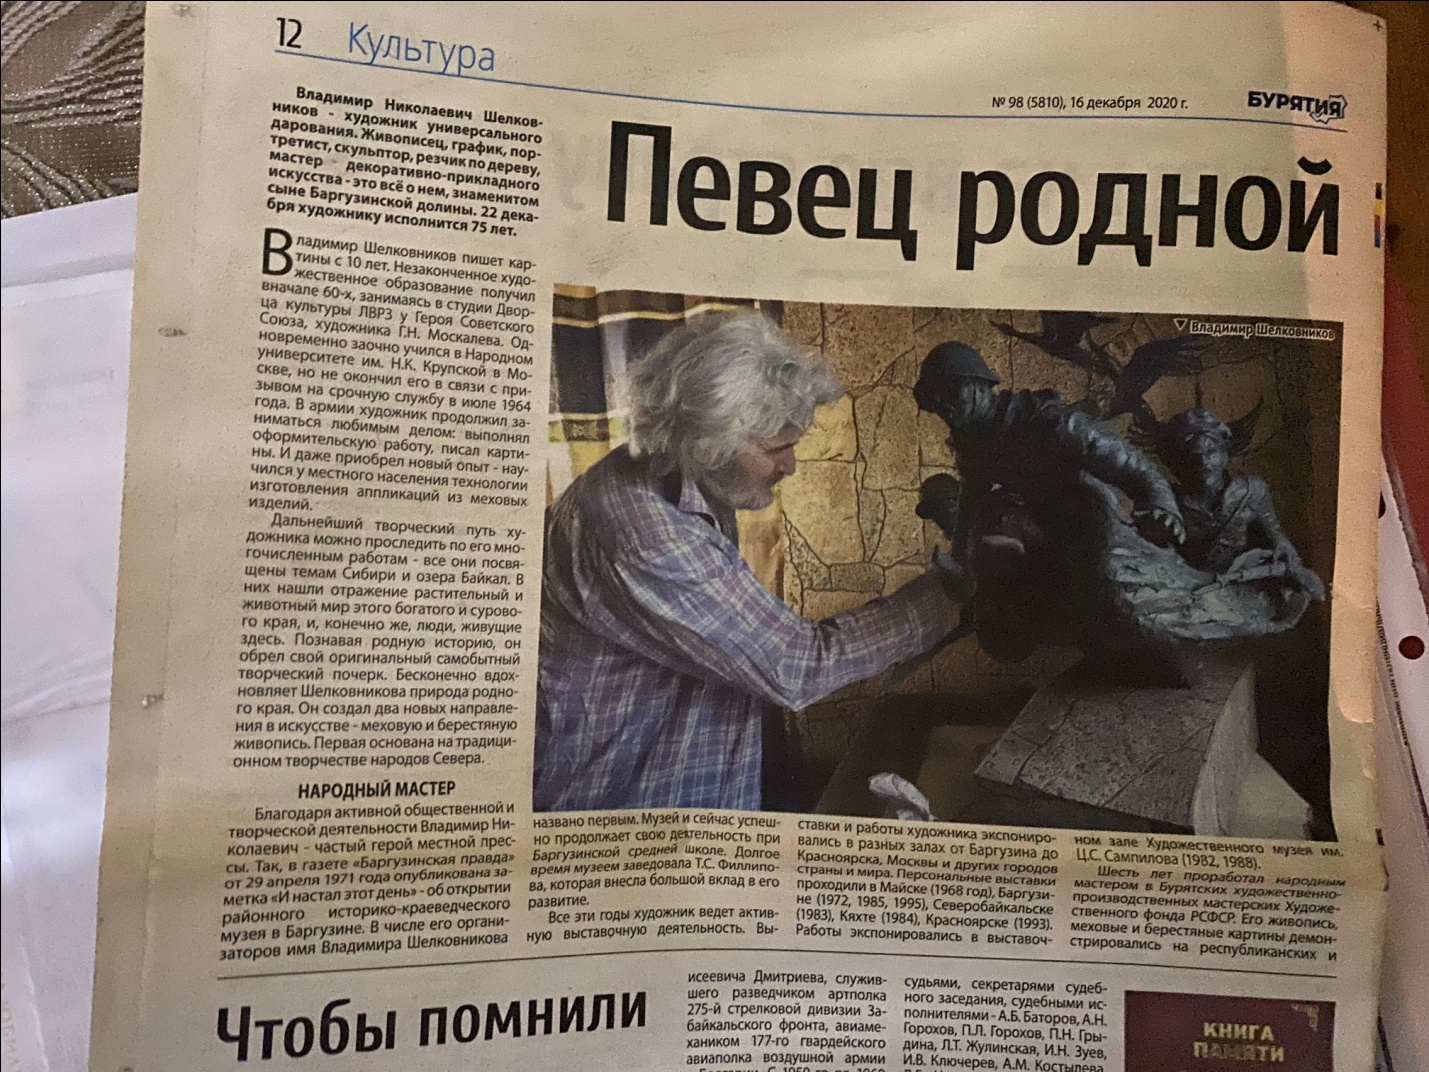 12 Культура
№ 98 (5810), 16 декабря 2020 г.
БУРЯТИЯ
Владимир Николаевич Шелков-
ников - художник универсального
дарования. Живописец, график, пор-
третист, скульптор, резчик по дереву,
мастер декоративно-прикладного
искусства - это всё о нем, знаменитом
сыне Баргузинской долины. 22 дека-
бря художнику исполнится 75 лет.
Певец родной
Владимир Шелковников пишет кар-
тины с 10 лет. Незаконченное худо-
жественное образование получил
вначале 60-х, занимаясь в студии Двор-
ца культуры ЛВРЗ у Героя Советского
Союза, художника Г.Н. Москалева. Од-
новременно заочно учился в Народном
университете им. Н.К. Крупской в Мо-
скве, но не окончил его в связи с при-
зывом на срочную службу в июле 1964
года. В армии художник продолжил за-
ниматься любимым делом: выполнял
оформительскую работу, писал карти-
ны. И даже приобрел новый опыт - нау-
чился у местного населения технологии
изготовления аппликаций из меховых
изделий.
Дальнейший творческий путь ху-
дожника можно проследить по его мно-
гочисленным работам - все они посвя-
щены темам Сибири и озера Байкал. В
них нашли отражение растительный и
животный мир этого богатого и сурово-
го края, и, конечно же, люди, живущие
здесь. Познавая родную историю, он
обрел свой оригинальный самобытный
творческий почерк. Бесконечно вдох-
новляет Шелковникова природа родно-
го края. Он создал два новых направле-
ния в искусстве - меховую и берестяную
живопись. Первая основана на традици-
онном творчестве народов Севера.
НАРОДНЫЙ МАСТЕР
Благодаря активной общественной и
творческой деятельности Владимир Ни-
колаевич - частый герой местной прес-
сы. Так, в газете «Баргузинская правда»
от 29 апреля 1971 года опубликована за-
метка «И настал этот день» - об открытии
районного историко-краеведческого
музея в Баргузине. В числе его органи-
заторов имя Владимира Шелковникова
Владимир Шелковников
названо первым. Музей и сейчас успеш-
но продолжает свою деятельность при
Баргузинской средней школе. Долгое
время музеем заведовала Т.С. Филлипо-
ва, которая внесла большой вклад в его
развитие.
Все эти годы художник ведет актив-
ную выставочную деятельность. Вы-
ставки и работы художника экспониро-
вались в разных залах от Баргузина до
Красноярска, Москвы и других городов
страны и мира. Персональные выставки
проходили в Майске (1968 год), Баргузи-
не (1972, 1985, 1995), Северобайкальске
(1983), Кяхте (1984), Красноярске (1993).
Работы экспонировались в выставоч-
ном зале Художественного музея им.
Ц.С. Сампилова (1982, 1988).
Шесть лет проработал народным
мастером в Бурятских художественно-
производственных мастерских Художе-
ственного фонда РСФСР. Его живопись,
меховые и берестяные картины демон-
стрировались на республиканских и
Чтобы помнили
исеевича Дмитриева, служив-
шего разведчиком артполка
275-й стрелковой дивизии За-
байкальского фронта, авиаме-
хаником 177-го гвардейского
авиаполка воздушной армии
судьями, секретарями судеб-
ного заседания, судебными ис-
полнителями - А.Б. Баторов, А.Н.
Горохов, П.Л. Горохов, П.Н. Гры-
дина, Л.Т. Жулинская, И.Н. Зуев,
И.В. Ключерев, А.М. Костылева
КНИГА
ПАМЯТИ